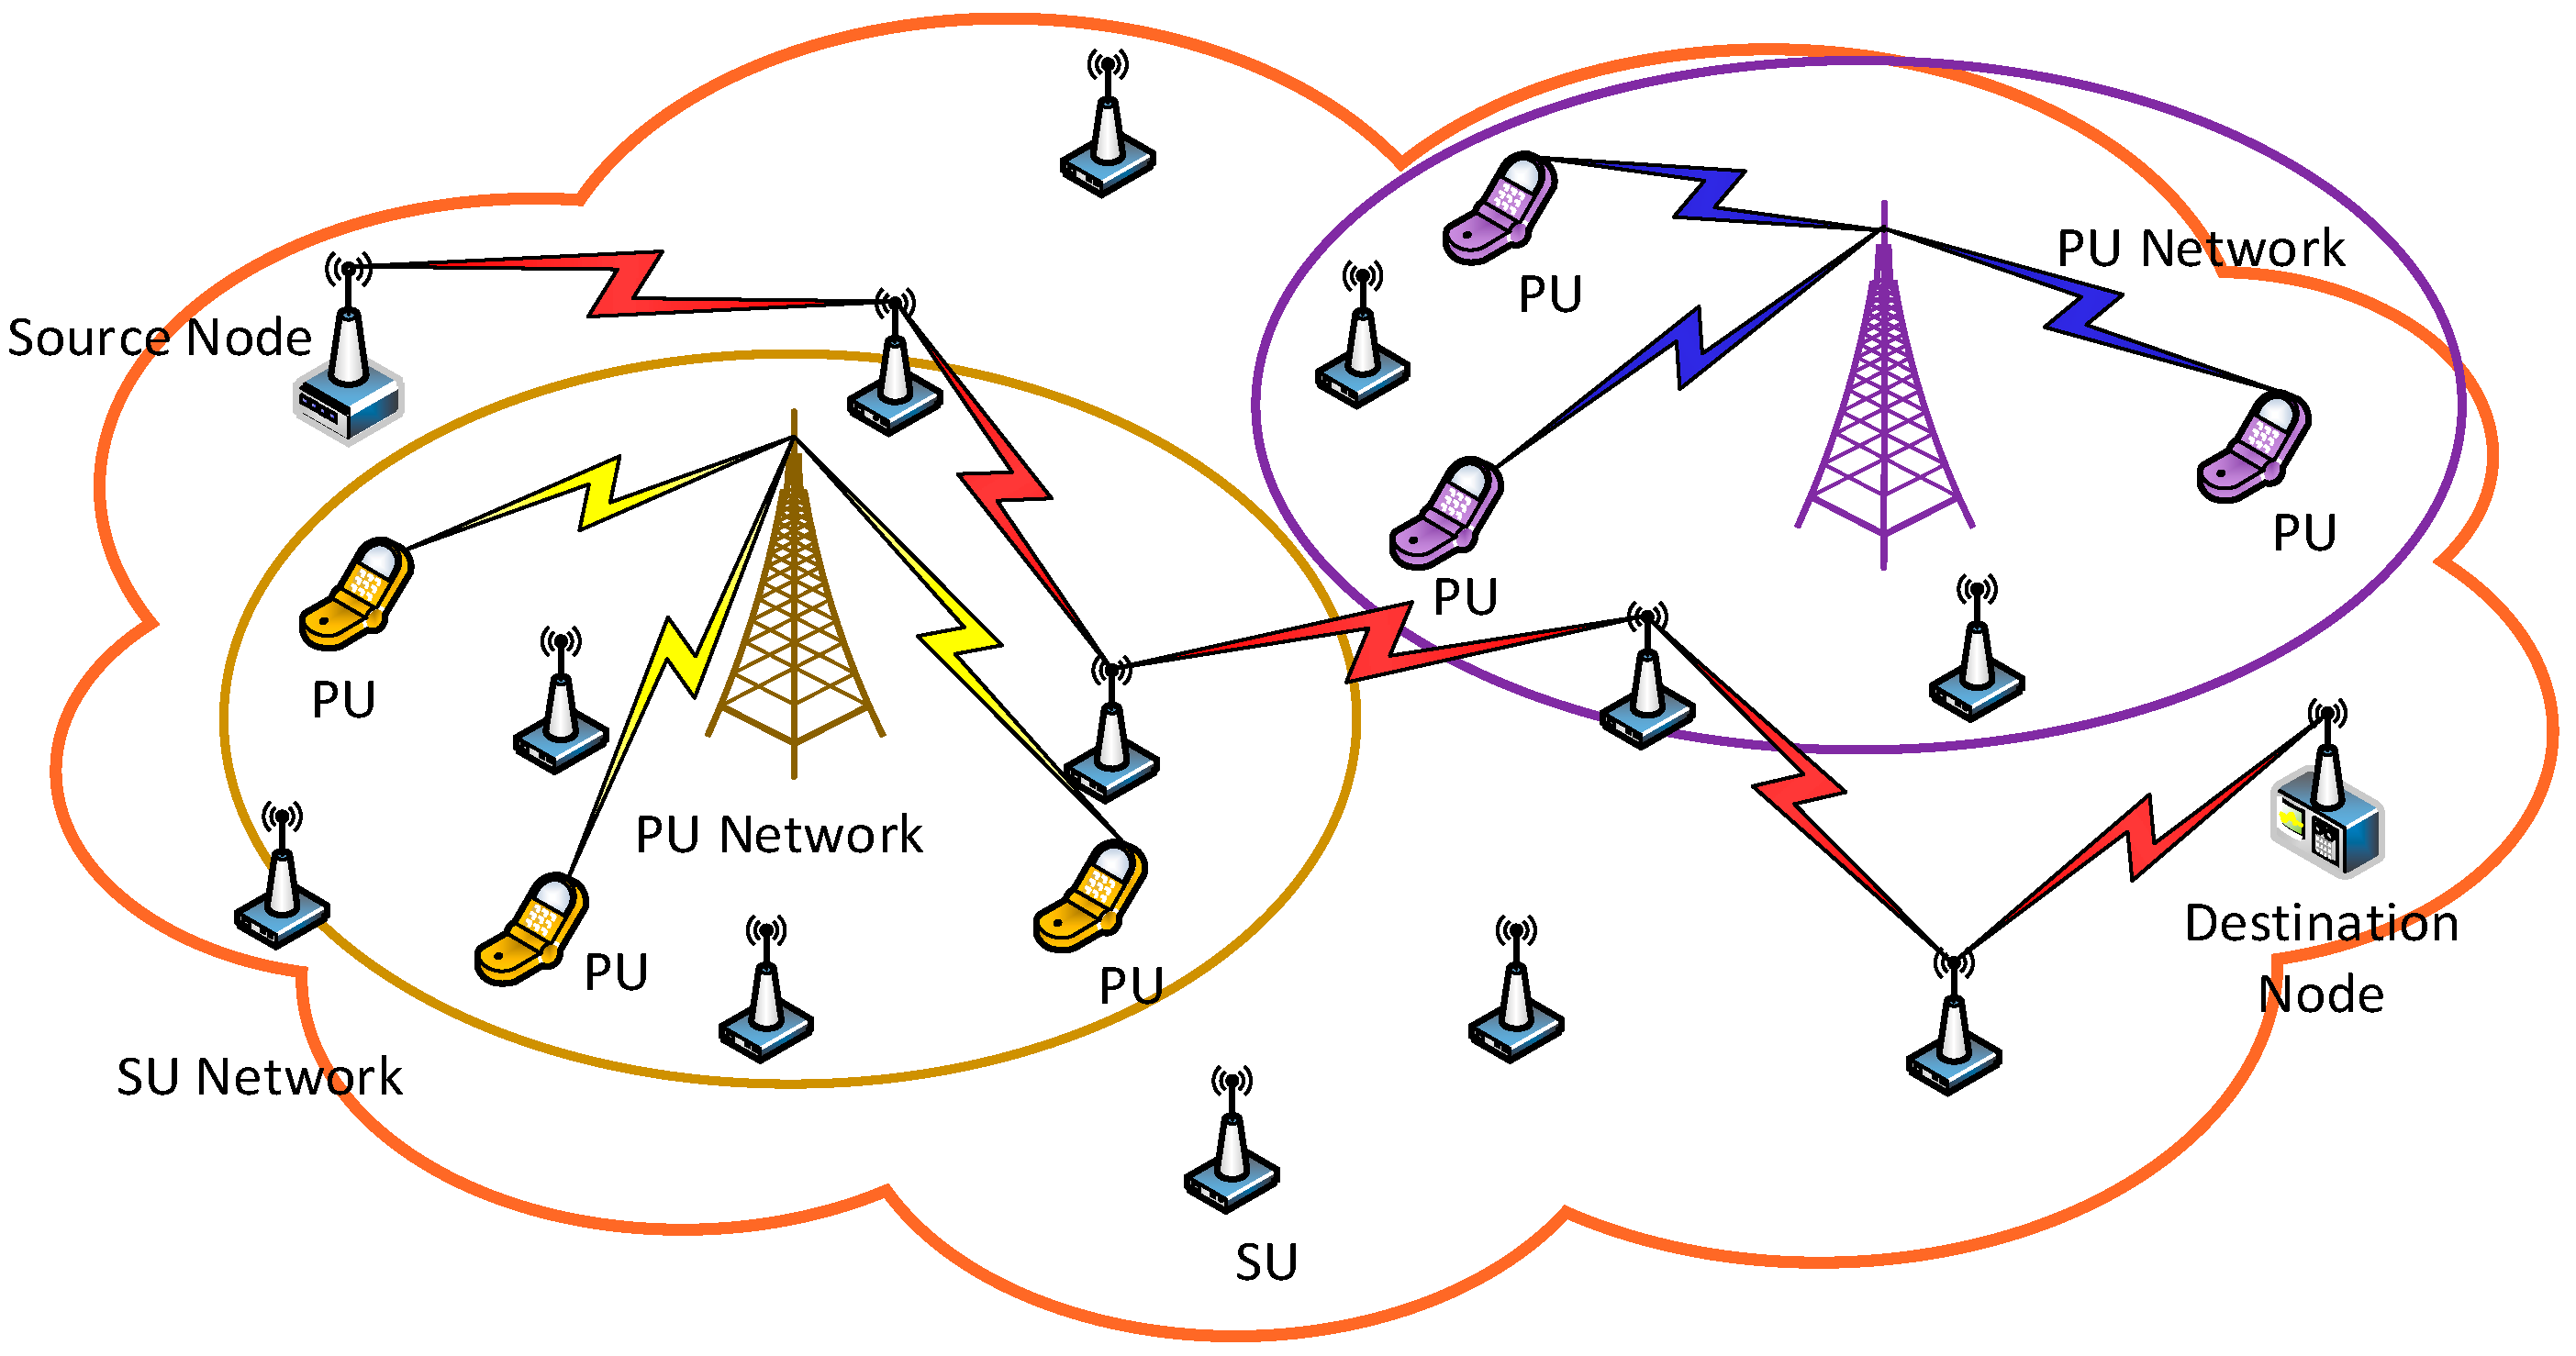 PU Network
PU
Source Node
PU
PU
PU
PU Network
PU
PU
Destination
Node
SU Network
PU
SU